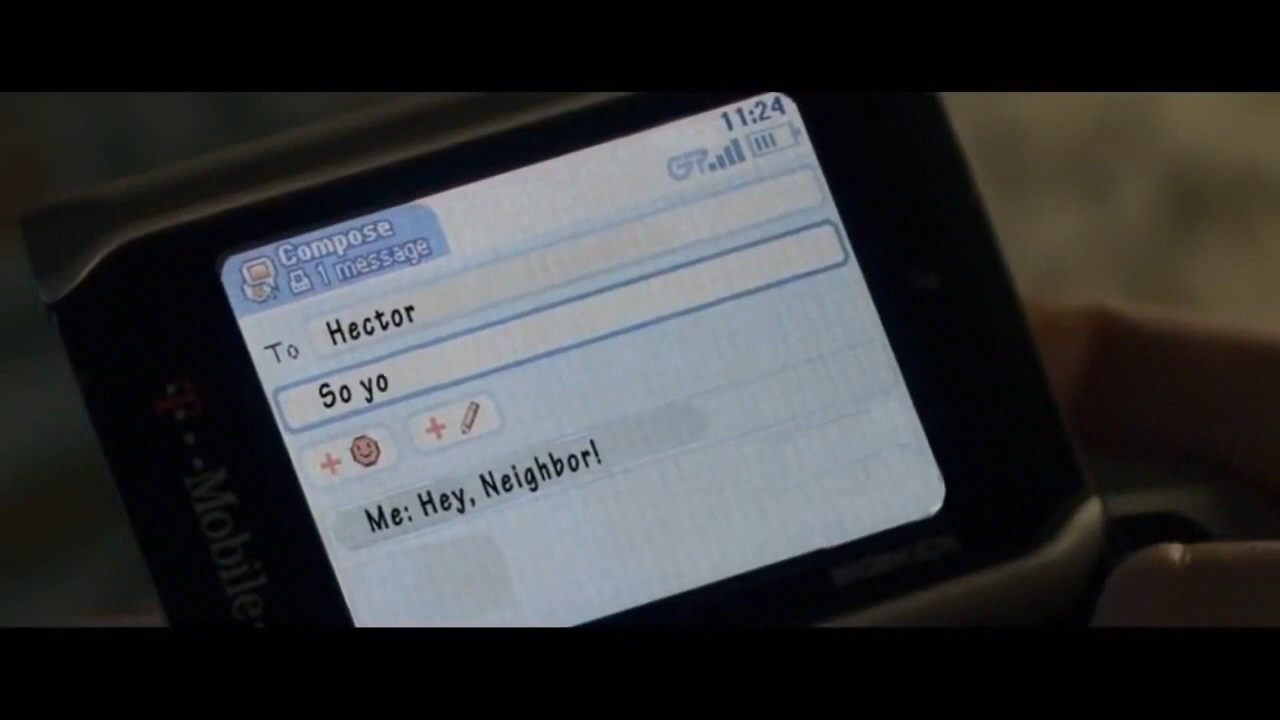 11:24
Compose
1 message
To Hector
So yo
Me: Hey, Neighbor!
T·Mobile·